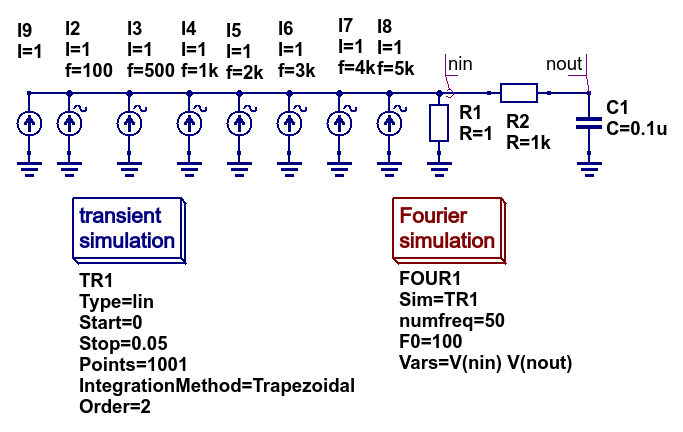 I9
I=1
I2
I=1
f=100
I3
I=1
f=500
I4
I=1
f=1k
I5
I=1
f=2k
I6
I=1
f=3k
I7
I=1
f=4k
I8
I=1
f=5k
nin
nout
R1
R=1
R2
R=1k
C1
C=0.1u
transient
simulation
TR1
Type=lin
Start=0
Stop=0.05
Points=1001
IntegrationMethod=Trapezoidal
Order=2
Fourier
simulation
FOUR1
Sim=TR1
numfreq=50
F0=100
Vars=V(nin) V(nout)